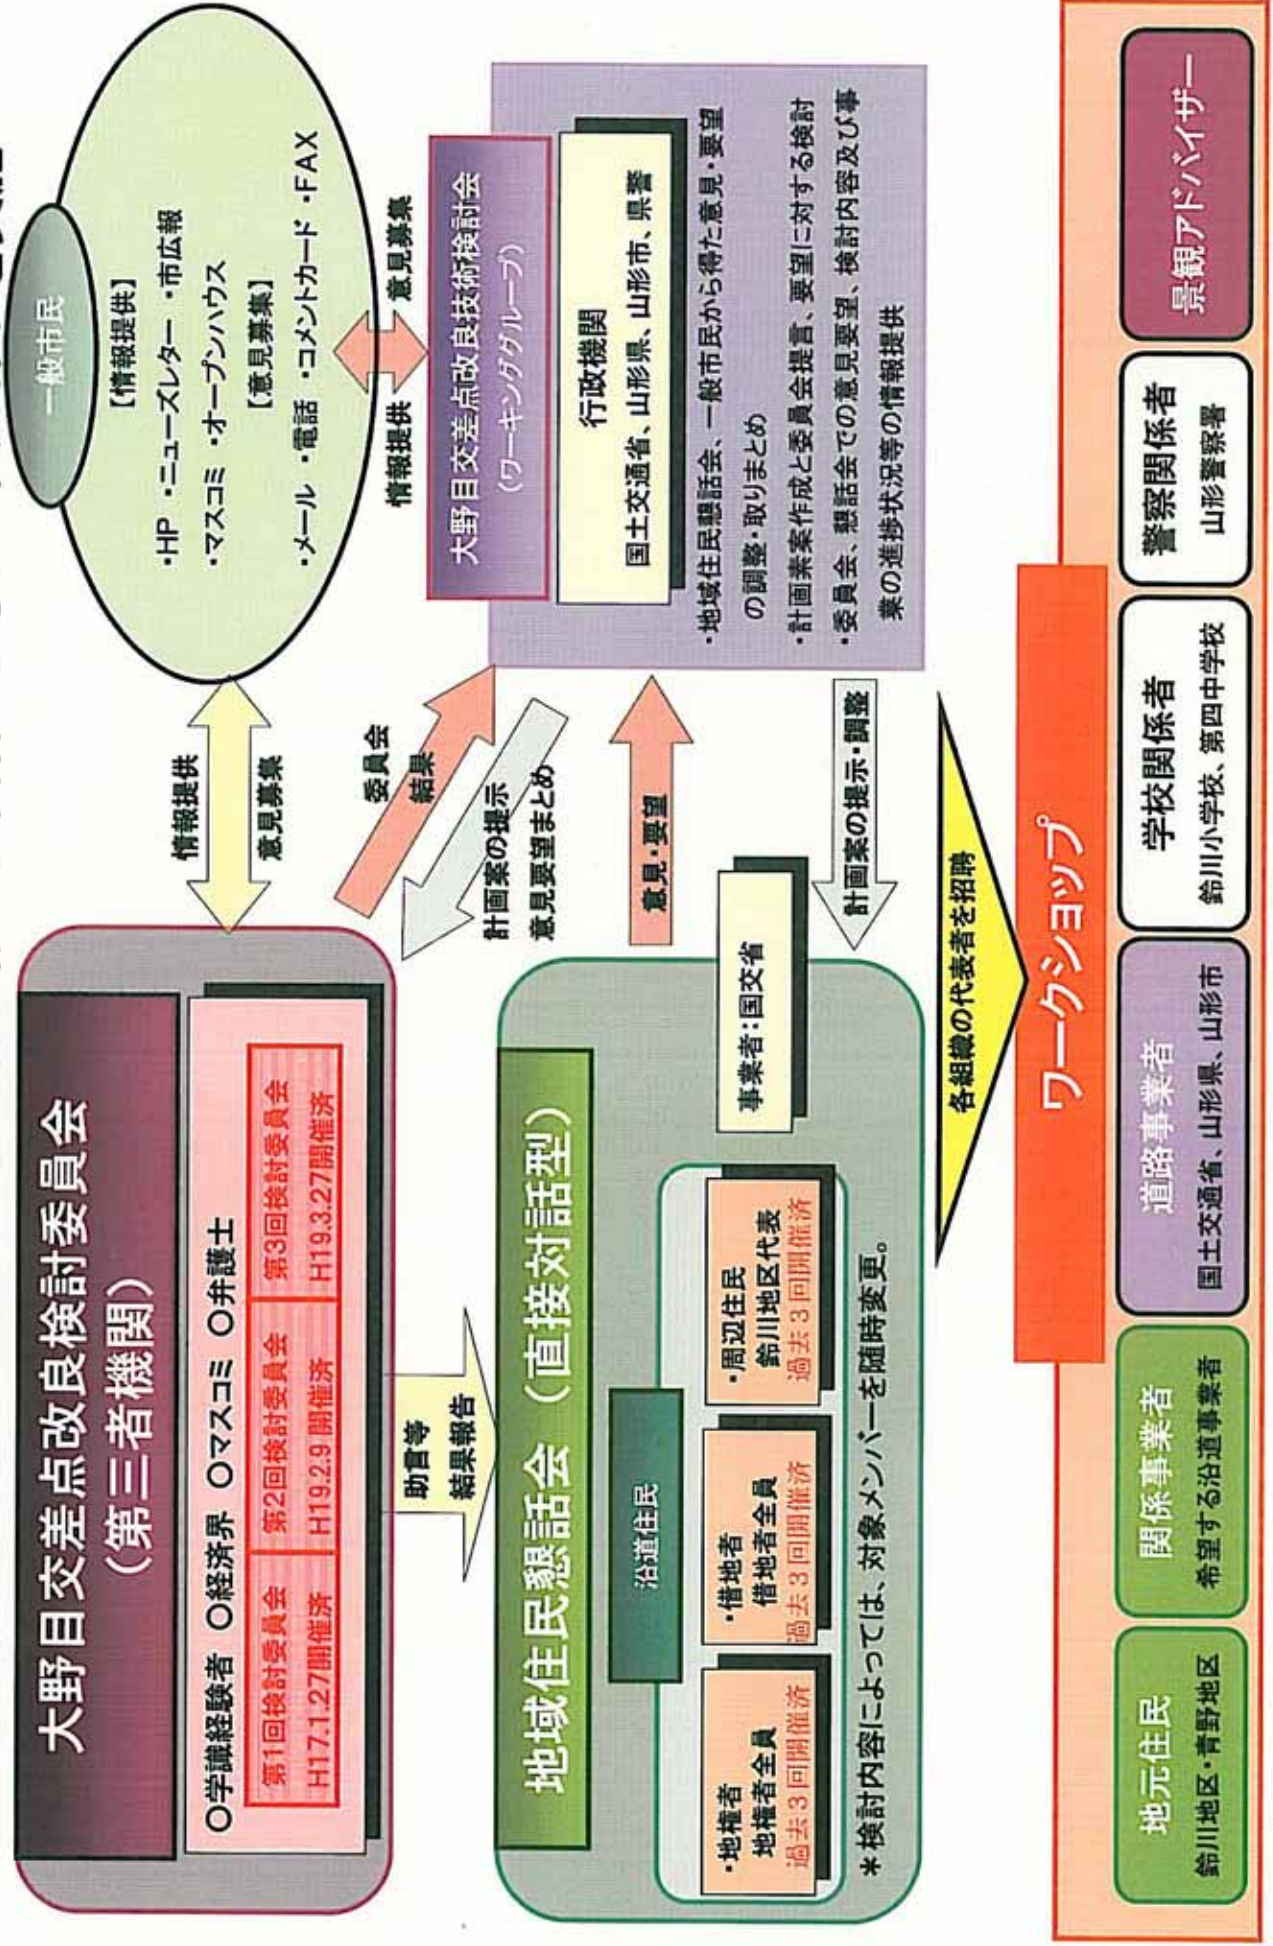 大野目交差点改良検討委員会
(第三者機関)
○学識経験者 ○経済界 ○マスコミ ○弁護士
第1回検討委員会
H17.1.27開催済
第2回検討委員会
H19.2.9 開催済
第3回検討委員会
H19.3.27開催済
情報提供
意見募集
一般市民
【情報提供】
・HP ・ニューズレター ・市広報
・マスコミ ・オープンハウス
【意見募集】
・メール ・電話 ・コメントカード ・FAX
委員会
結果
計画案の提示
意見要望まとめ
情報提供
意見募集
助言等
結果報告
大野目交差点改良技術検討会
(ワーキンググループ)
行政機関
国土交通省、山形県、山形市、県警
・地域住民懇話会、一般市民から得た意見・要望
の調整・取りまとめ
・計画素案作成と委員会提言、要望に対する検討
・委員会、懇話会での意見要望、検討内容及び事
業の進捗状況等の情報提供
地域住民懇話会 (直接対話型)
沿道住民
・地権者
地権者全員
過去3回開催済
・借地者
借地者全員
過去3回開催済
・周辺住民
鈴川地区代表
過去3回開催済
事業者:国交省
*検討内容によっては、対象メンバーを随時変更。
意見・要望
計画案の提示・調整
各組織の代表者を招聘
ワークショップ
地元住民
鈴川地区・青野地区
関係事業者
希望する沿道事業者
道路事業者
国土交通省、山形県、山形市
学校関係者
鈴川小学校、第四中学校
警察関係者
山形警察署
景観アドバイザー